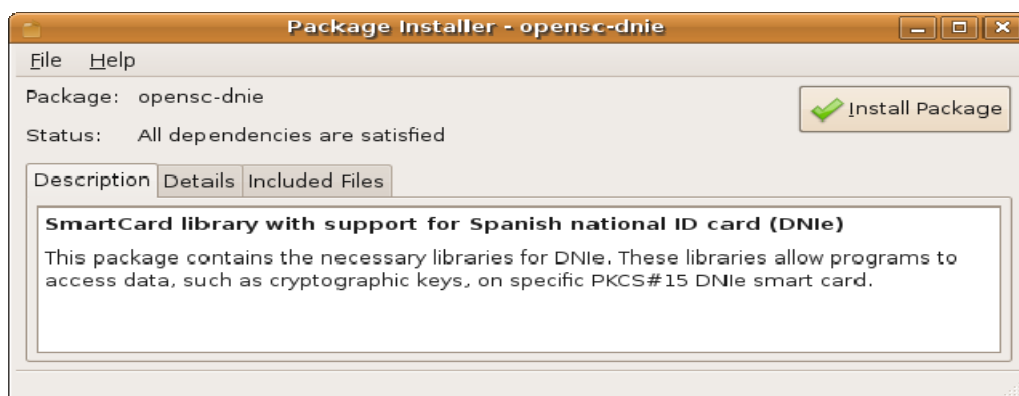 Package Installer - opensc-dnie
File Help
Package: opensc-dnie
Install Package
Status: All dependencies are satisfied
Description Details Included Files
SmartCard library with support for Spanish national ID card (DNIe)
This package contains the necessary libraries for DNIe. These libraries allow programs to
access data, such as cryptographic keys, on specific PKCS#15 DNIe smart card.